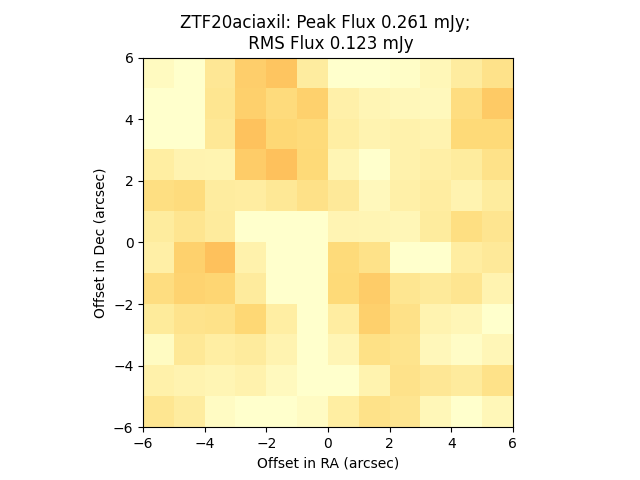 ZTF20aciaxil: Peak Flux 0.261 mJy;
RMS Flux 0.123 mJy
6
4
2
0
−2
−4
−6
Offset in Dec (arcsec)
−6 −4 −2 0 2 4 6
Offset in RA (arcsec)